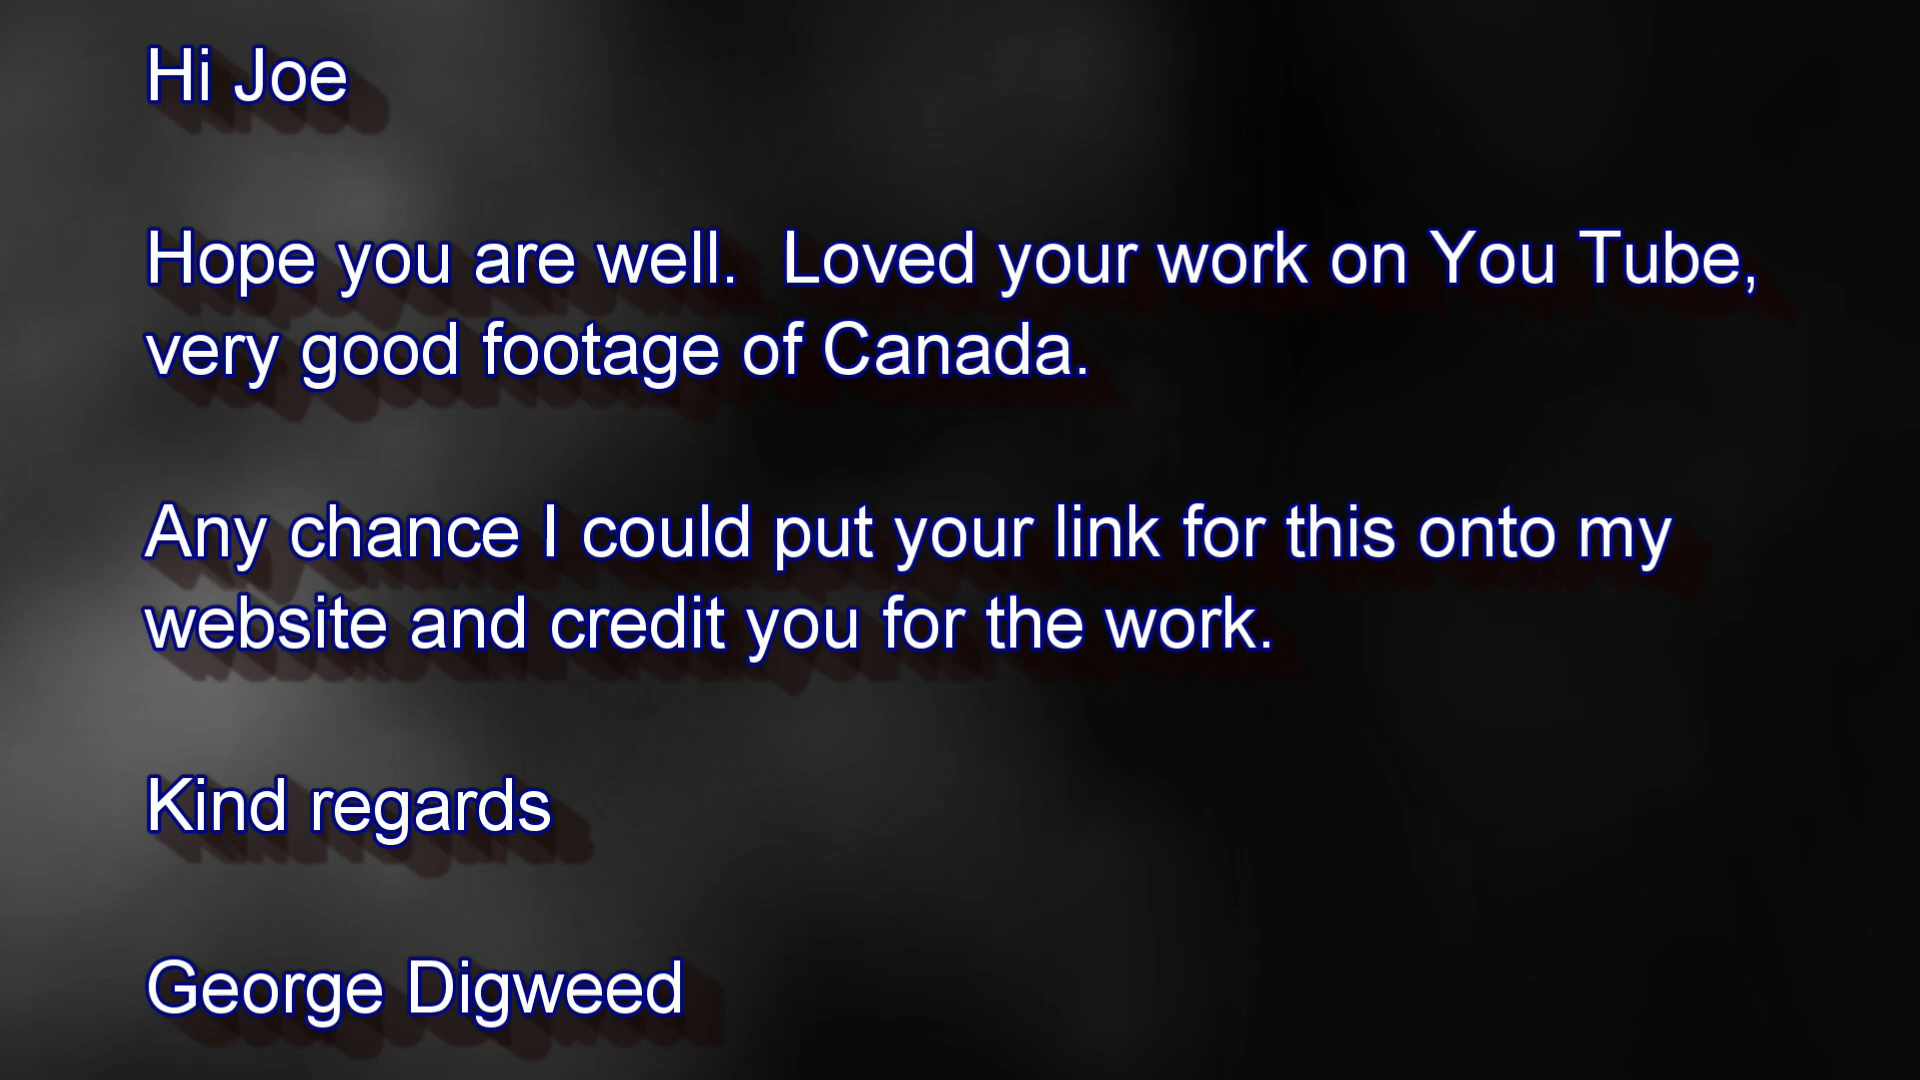 Hi Joe
Hope you are well.  Loved your work on You Tube,
very good footage of Canada.
Any chance I could put your link for this onto my
website and credit you for the work.
Kind regards
George Digweed